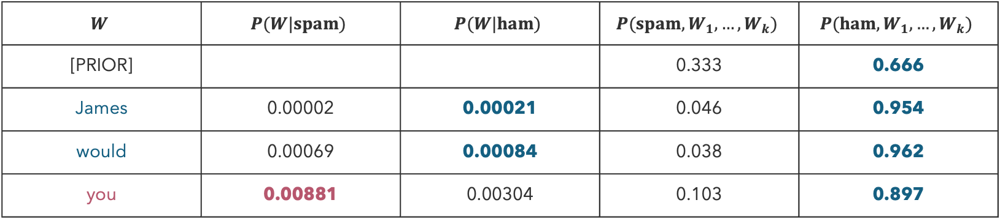 W P(W|spam) P(W|ham) P(spam, W₁, …, Wₖ) P(ham, W₁, …, Wₖ)
[PRIOR] 0.333 0.666
James 0.00002 0.00021 0.046 0.954
would 0.00069 0.00084 0.038 0.962
you 0.00881 0.00304 0.103 0.897